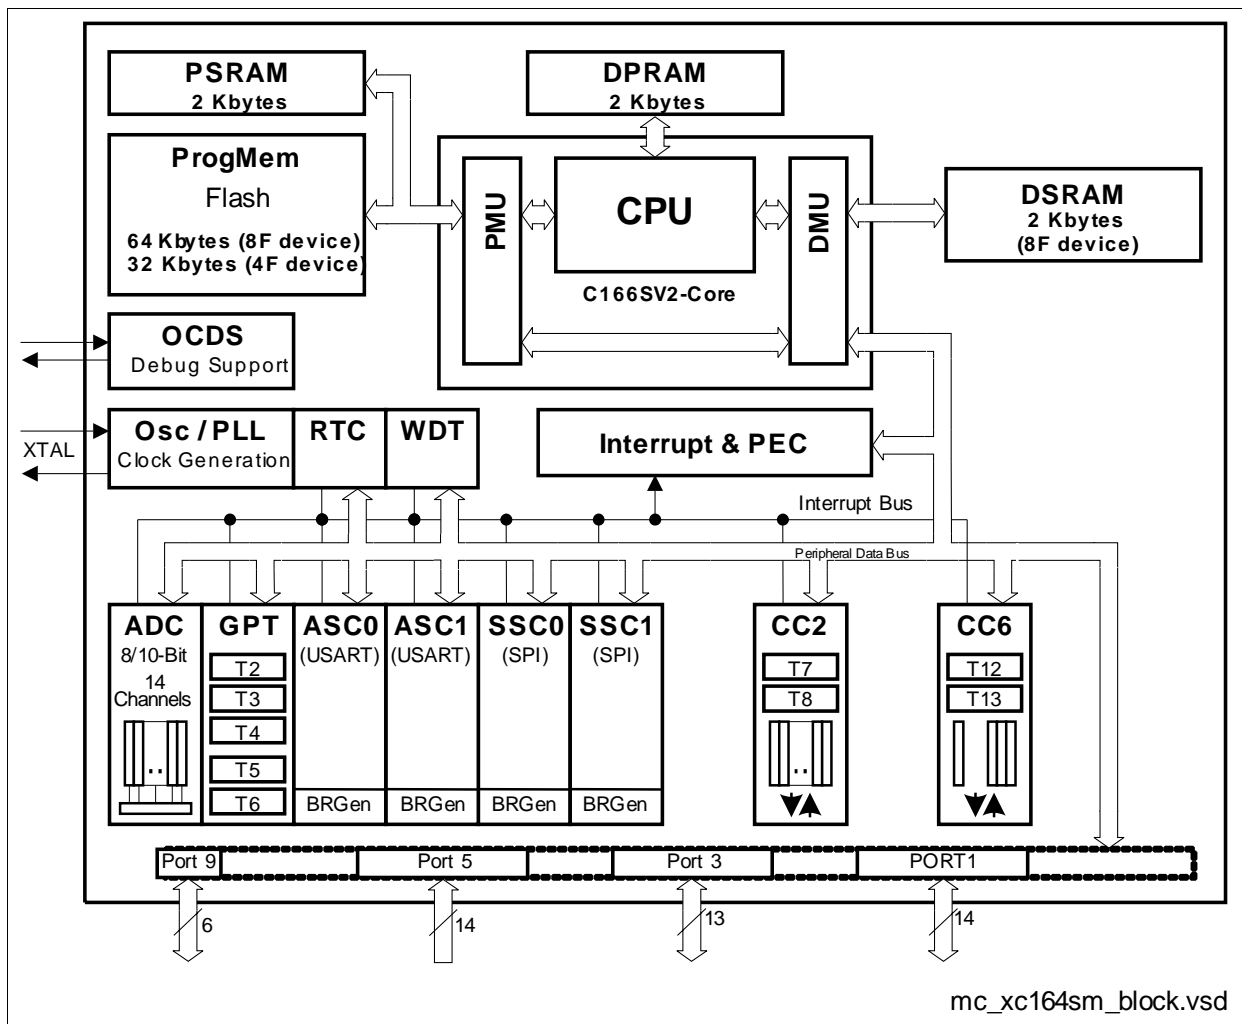 PSRAM
2 Kbytes
DPRAM
2 Kbytes
ProgMem
Flash
64 Kbytes (8F device)
32 Kbytes (4F device)
PMU
CPU
DMU
C166SV2-Core
DSRAM
2 Kbytes
(8F device)
OCDS
Debug Support
XTAL
Osc / PLL
Clock Generation
RTC
WDT
Interrupt & PEC
Interrupt Bus
Peripheral Data Bus
ADC
8/10-Bit
14
Channels
GPT
T2
T3
T4
T5
T6
ASC0
(USART)
BRGen
ASC1
(USART)
BRGen
SSC0
(SPI)
BRGen
SSC1
(SPI)
BRGen
CC2
T7
T8
CC6
T12
T13
Port 9
Port 5
Port 3
PORT1
6
14
13
14
mc_xc164sm_block.vsd